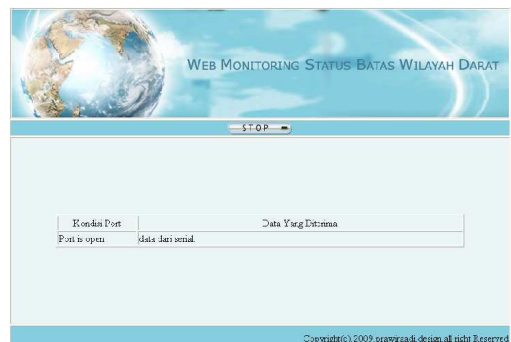 WEB MONITORING STATUS BATAS WILAYAH DARAT
STOP
Kondisi Port Data Yang Diterima
Port is open data dari serial
Copyright(c) 2009.prawiraadi.design.all right Reserved